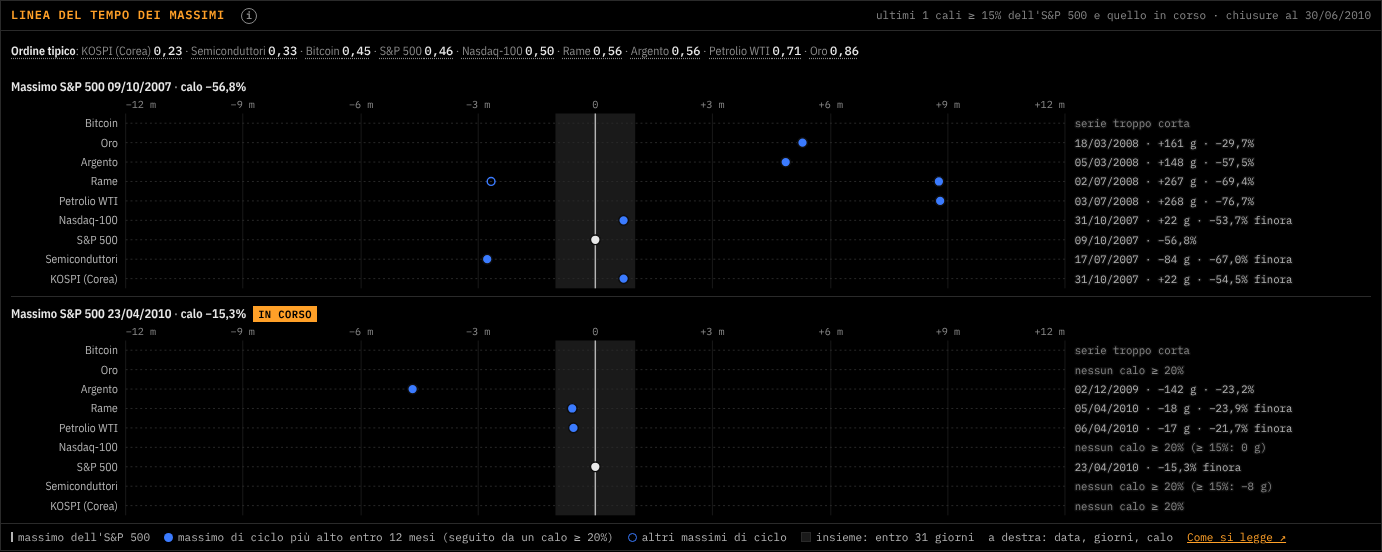 LINEA DEL TEMPO DEI MASSIMI i ultimi 1 cali ≥ 15% dell'S&P 500 e quello in corso · chiusure al 30/06/2010
Ordine tipico: KOSPI (Corea) 0,23 · Semiconduttori 0,33 · Bitcoin 0,45 · S&P 500 0,46 · Nasdaq-100 0,50 · Rame 0,56 · Argento 0,56 · Petrolio WTI 0,71 · Oro 0,86
Massimo S&P 500 09/10/2007 · calo −56,8%
−12 m −9 m −6 m −3 m 0 +3 m +6 m +9 m +12 m
Bitcoin serie troppo corta
Oro 18/03/2008 · +161 g · −29,7%
Argento 05/03/2008 · +148 g · −57,5%
Rame 02/07/2008 · +267 g · −69,4%
Petrolio WTI 03/07/2008 · +268 g · −76,7%
Nasdaq-100 31/10/2007 · +22 g · −53,7% finora
S&P 500 09/10/2007 · −56,8%
Semiconduttori 17/07/2007 · −84 g · −67,0% finora
KOSPI (Corea) 31/10/2007 · +22 g · −54,5% finora
Massimo S&P 500 23/04/2010 · calo −15,3% IN CORSO
−12 m −9 m −6 m −3 m 0 +3 m +6 m +9 m +12 m
Bitcoin serie troppo corta
Oro nessun calo ≥ 20%
Argento 02/12/2009 · −142 g · −23,2%
Rame 05/04/2010 · −18 g · −23,9% finora
Petrolio WTI 06/04/2010 · −17 g · −21,7% finora
Nasdaq-100 nessun calo ≥ 20% (≥ 15%: 0 g)
S&P 500 23/04/2010 · −15,3% finora
Semiconduttori nessun calo ≥ 20% (≥ 15%: −8 g)
KOSPI (Corea) nessun calo ≥ 20%
massimo dell'S&P 500 massimo di ciclo più alto entro 12 mesi (seguito da un calo ≥ 20%) altri massimi di ciclo insieme: entro 31 giorni a destra: data, giorni, calo Come si legge ↗